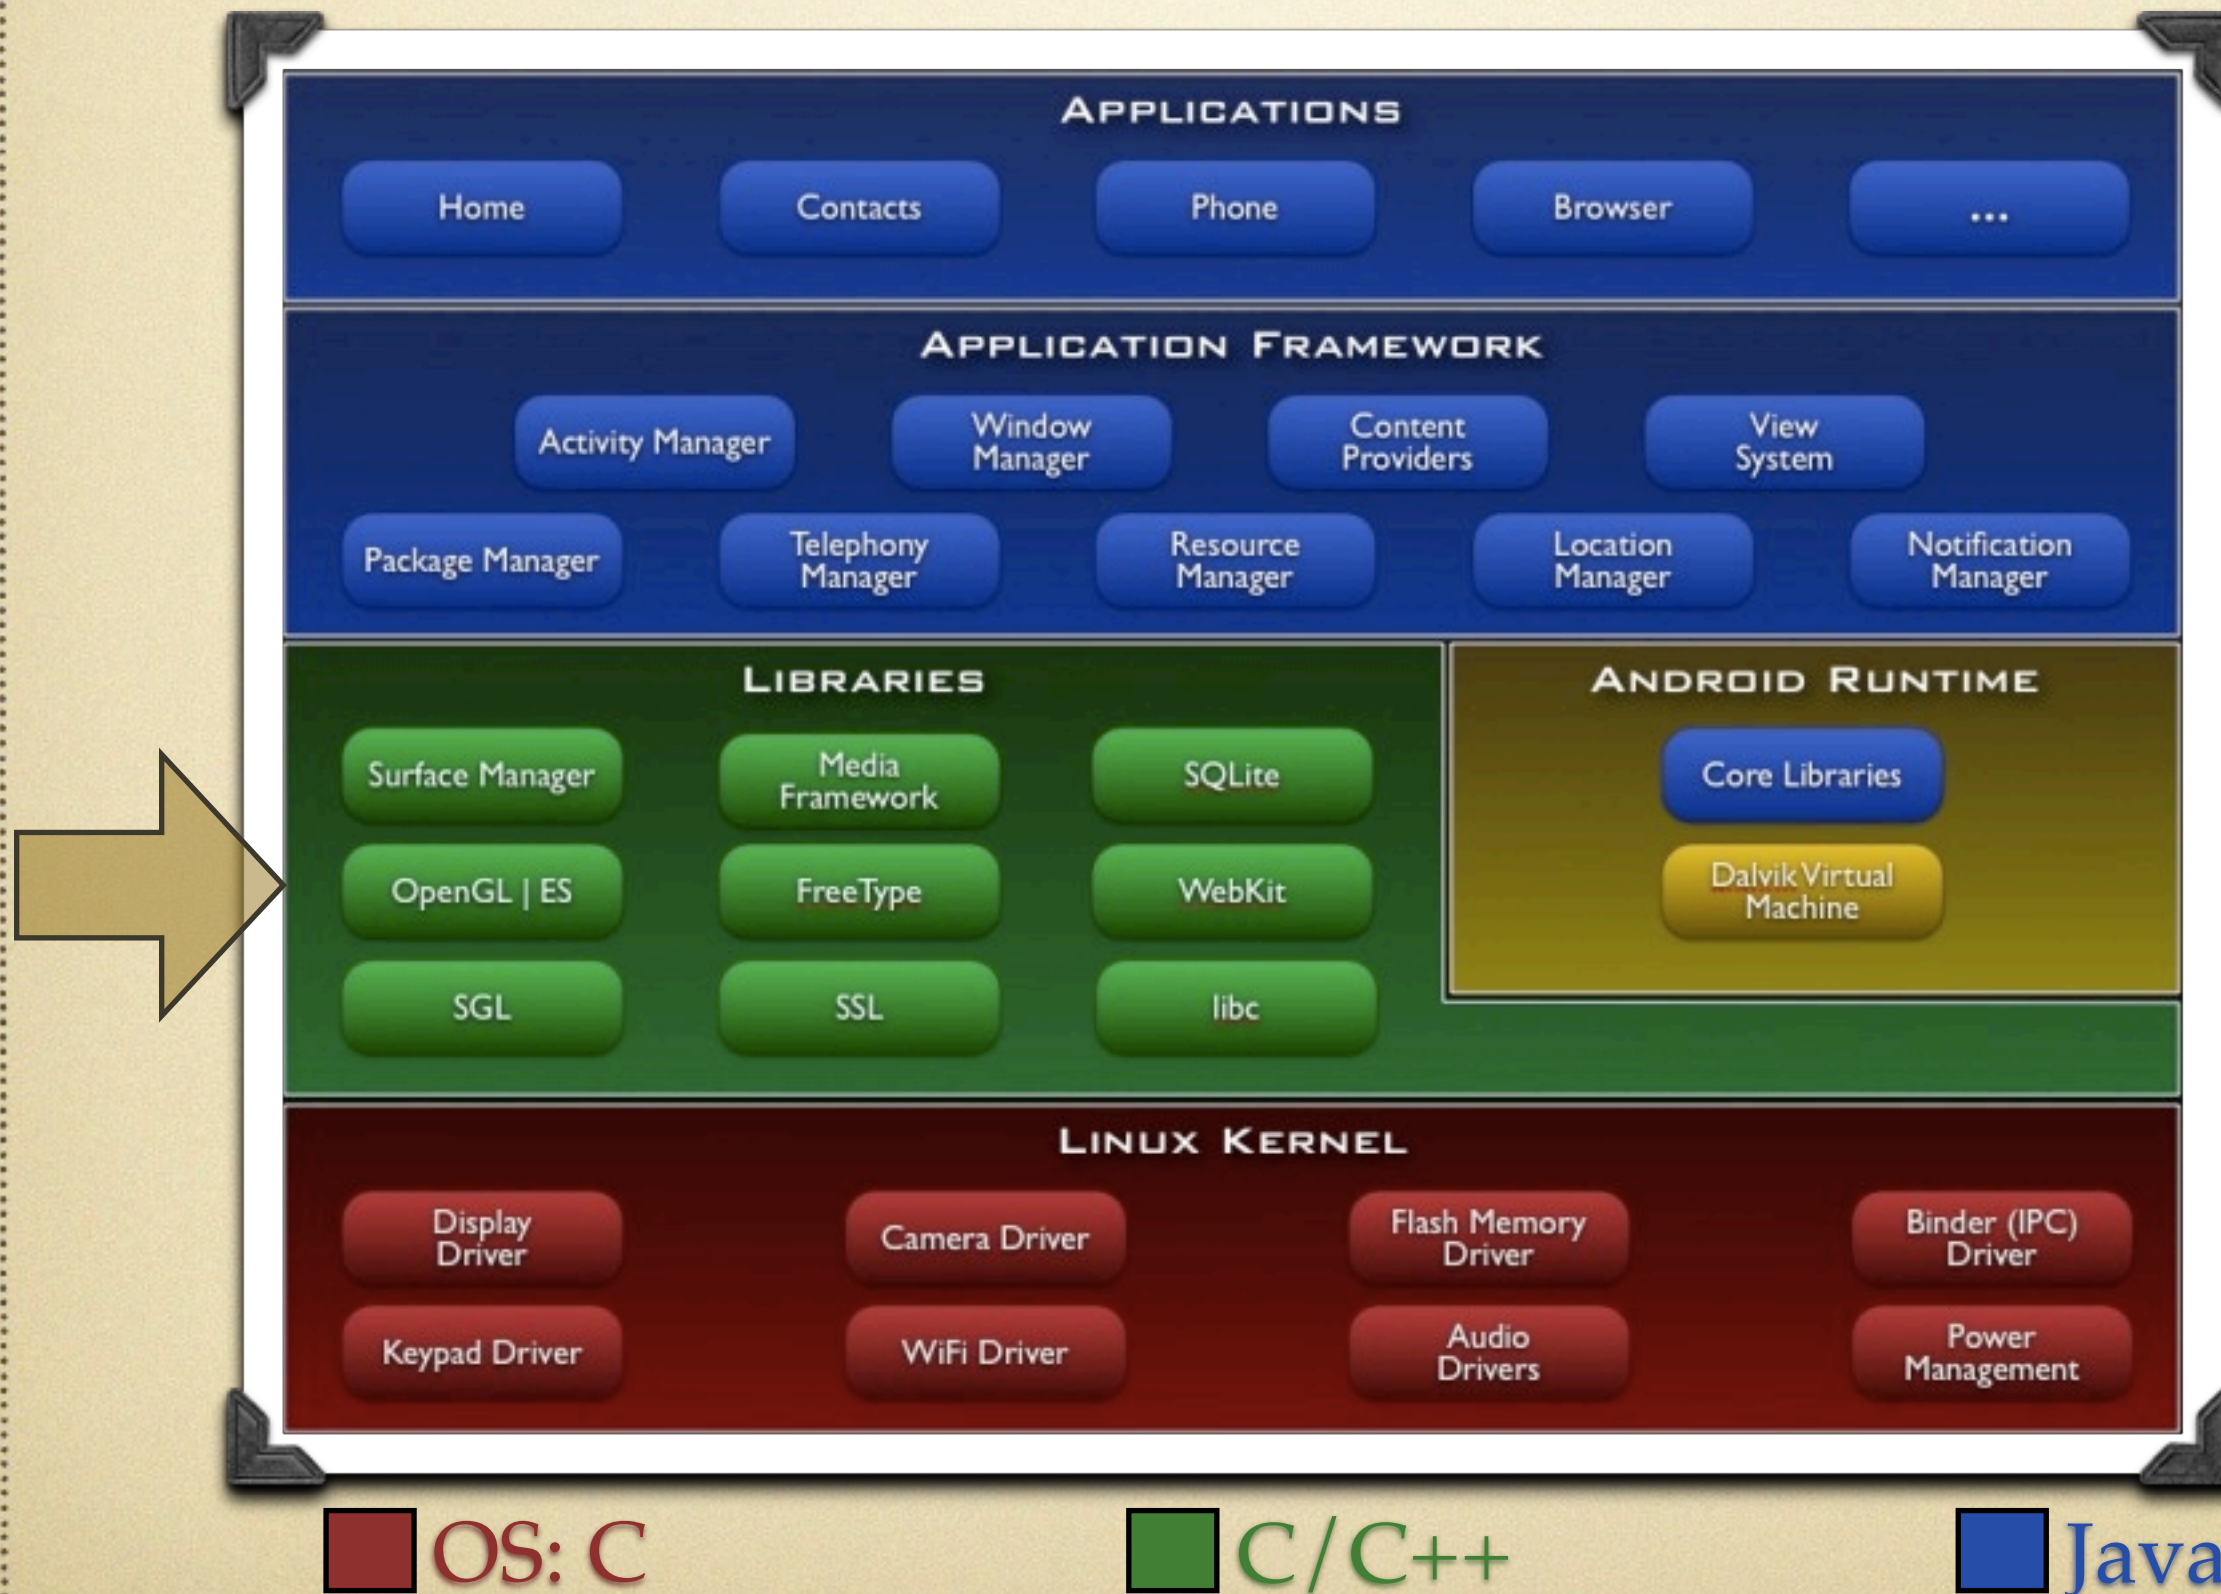 APPLICATIONS
Home
Contacts
Phone
Browser
...
APPLICATION FRAMEWORK
Activity Manager
Window
Manager
Content
Providers
View
System
Package Manager
Telephony
Manager
Resource
Manager
Location
Manager
Notification
Manager
LIBRARIES
Surface Manager
Media
Framework
SQLite
OpenGL | ES
FreeType
WebKit
SGL
SSL
libc
ANDROID RUNTIME
Core Libraries
Dalvik Virtual
Machine
LINUX KERNEL
Display
Driver
Camera Driver
Flash Memory
Driver
Binder (IPC)
Driver
Keypad Driver
WiFi Driver
Audio
Drivers
Power
Management
OS: C
C/C++
Java